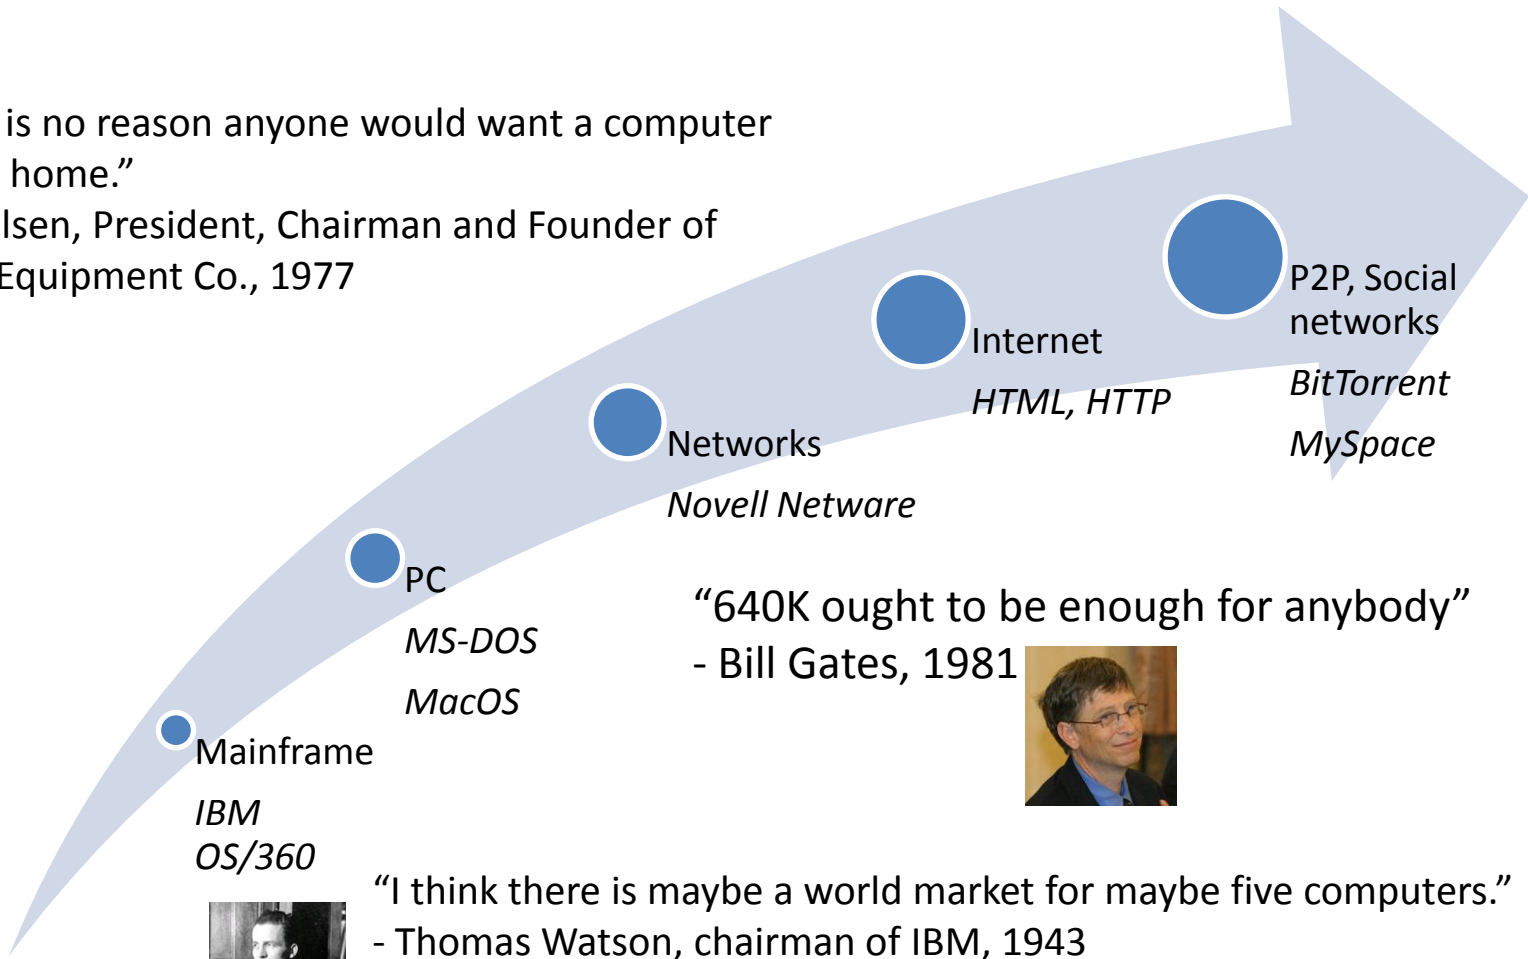 is no reason anyone would want a computer
home.”
lsen, President, Chairman and Founder of
Equipment Co., 1977
P2P, Social
networks
BitTorrent
MySpace
Internet
HTML, HTTP
Networks
Novell Netware
PC
MS-DOS
MacOS
“640K ought to be enough for anybody”
- Bill Gates, 1981
Mainframe
IBM
OS/360
“I think there is maybe a world market for maybe five computers.”
- Thomas Watson, chairman of IBM, 1943